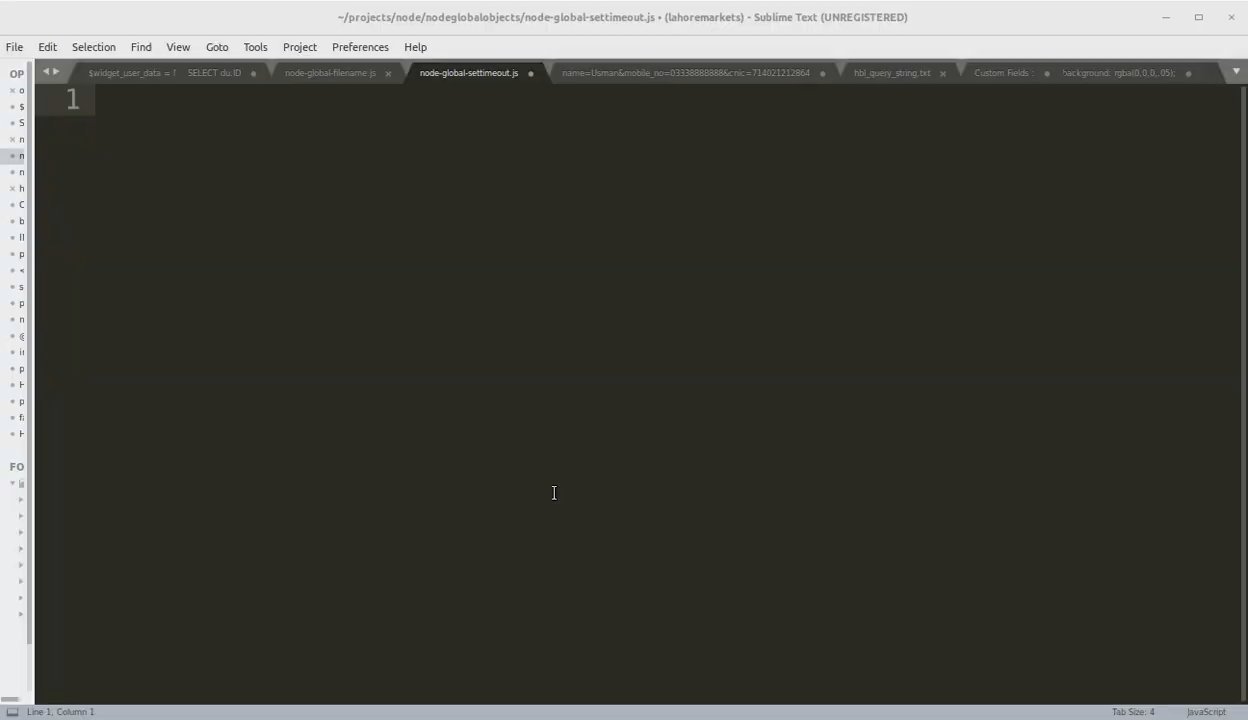 ~/projects/node/nodeglobalobjects/node-global-settimeout.js • (lahoremarkets) - Sublime Text (UNREGISTERED)
File Edit Selection Find View Goto Tools Project Preferences Help
$widget_user_data = SELECT du.ID node-global-filename.js node-global-settimeout.js name=Usman&mobile_no=03338888888&cnic=714021212864 hbl_query_string.txt Custom Fields : background: rgba(0,0,0,.05);
OP
1
o
$
S
n
n
n
h
C
b
p
<
s
p
n
@
p
H
p
H
FO
Line 1, Column 1 Tab Size: 4 JavaScript